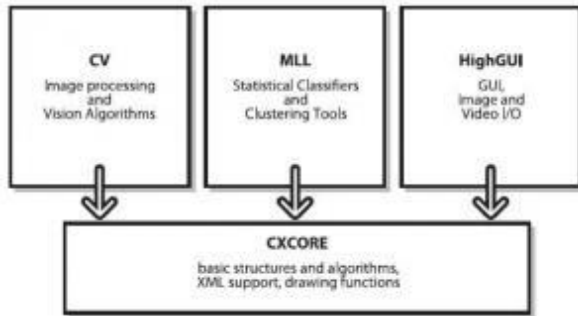 CV
Image processing
and
Vision Algorithms
MLL
Statistical Classifiers
and
Clustering Tools
HighGUI
GUI,
Image and
Video I/O
CXCORE
basic structures and algorithms,
XML support, drawing functions